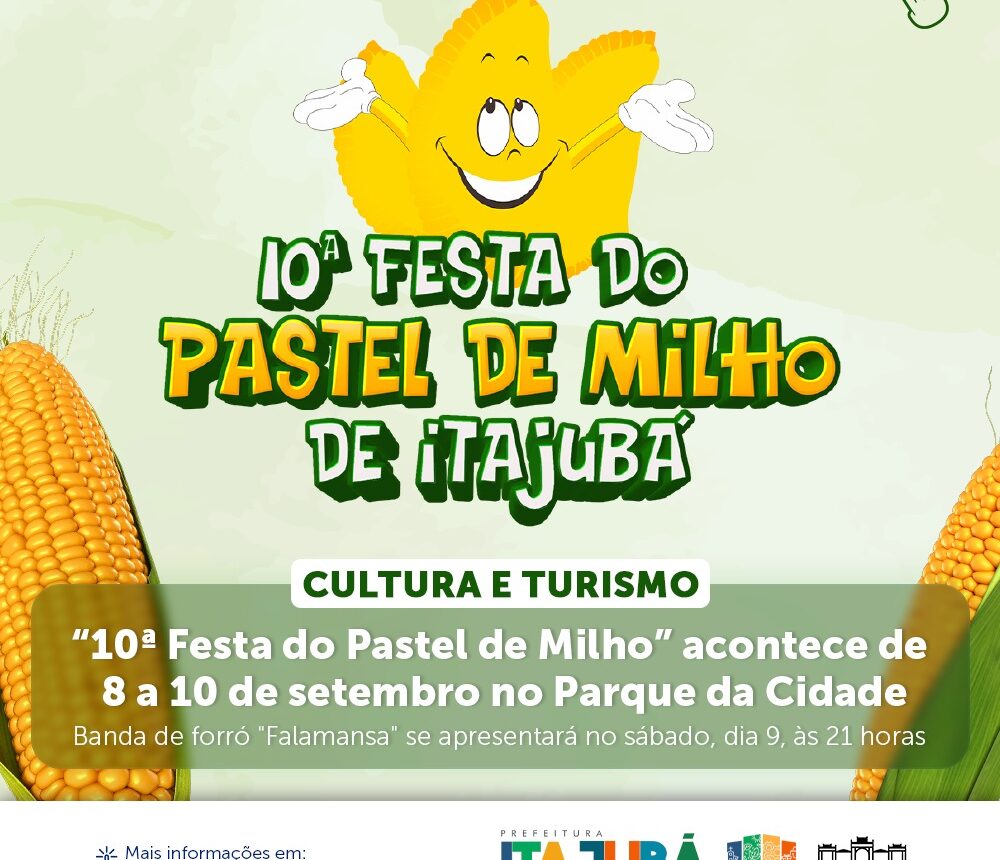 10ª FESTA DO
PASTEL DE MiLHO
DE iTAJUBÁ
CULTURA E TURISMO
“10ª Festa do Pastel de Milho” acontece de
8 a 10 de setembro no Parque da Cidade
Banda de forró "Falamansa" se apresentará no sábado, dia 9, às 21 horas
Mais informações em:
PREFEITURA
ITAJUBÁ